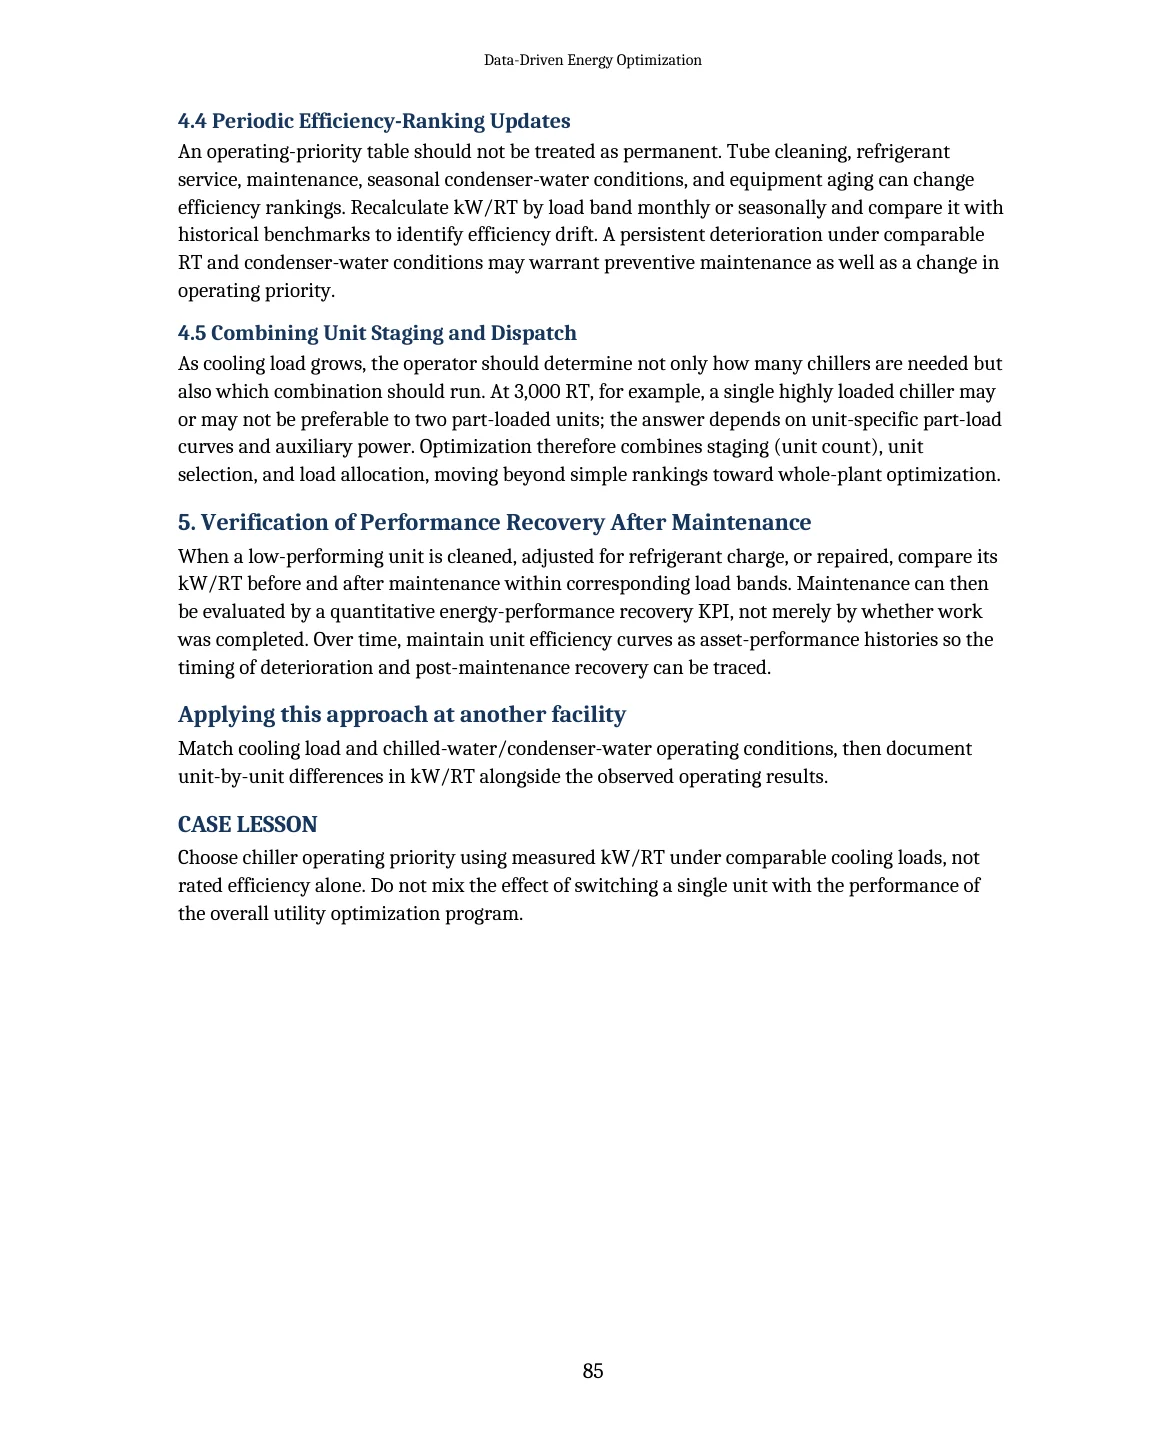 Data-Driven Energy Optimization
4.4 Periodic Efficiency-Ranking Updates
An operating-priority table should not be treated as permanent. Tube cleaning, refrigerant
service, maintenance, seasonal condenser-water conditions, and equipment aging can change
efficiency rankings. Recalculate kW/RT by load band monthly or seasonally and compare it with
historical benchmarks to identify efficiency drift. A persistent deterioration under comparable
RT and condenser-water conditions may warrant preventive maintenance as well as a change in
operating priority.
4.5 Combining Unit Staging and Dispatch
As cooling load grows, the operator should determine not only how many chillers are needed but
also which combination should run. At 3,000 RT, for example, a single highly loaded chiller may
or may not be preferable to two part-loaded units; the answer depends on unit-specific part-load
curves and auxiliary power. Optimization therefore combines staging (unit count), unit
selection, and load allocation, moving beyond simple rankings toward whole-plant optimization.
5. Verification of Performance Recovery After Maintenance
When a low-performing unit is cleaned, adjusted for refrigerant charge, or repaired, compare its
kW/RT before and after maintenance within corresponding load bands. Maintenance can then
be evaluated by a quantitative energy-performance recovery KPI, not merely by whether work
was completed. Over time, maintain unit efficiency curves as asset-performance histories so the
timing of deterioration and post-maintenance recovery can be traced.
Applying this approach at another facility
Match cooling load and chilled-water/condenser-water operating conditions, then document
unit-by-unit differences in kW/RT alongside the observed operating results.
CASE LESSON
Choose chiller operating priority using measured kW/RT under comparable cooling loads, not
rated efficiency alone. Do not mix the effect of switching a single unit with the performance of
the overall utility optimization program.
85